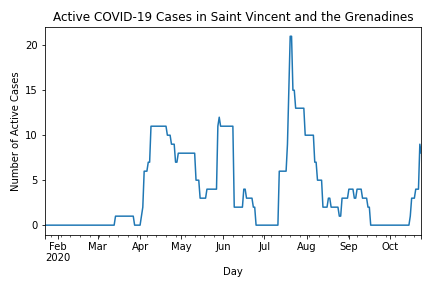 Active COVID-19 Cases in Saint Vincent and the Grenadines
Number of Active Cases
20
15
10
5
0
Feb Mar Apr May Jun Jul Aug Sep Oct
2020
Day